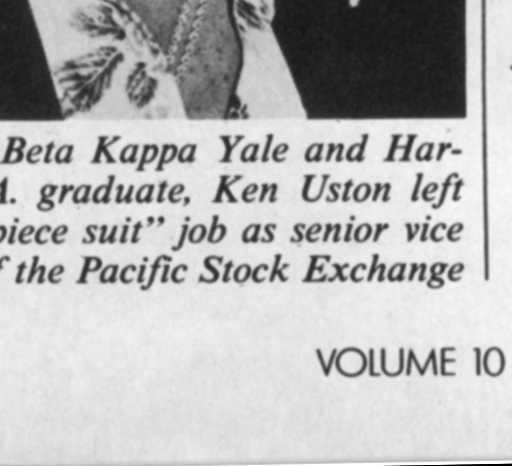 Beta Kappa Yale and Har-
A. graduate, Ken Uston left
piece suit” job as senior vice
f the Pacific Stock Exchange
VOLUME 10